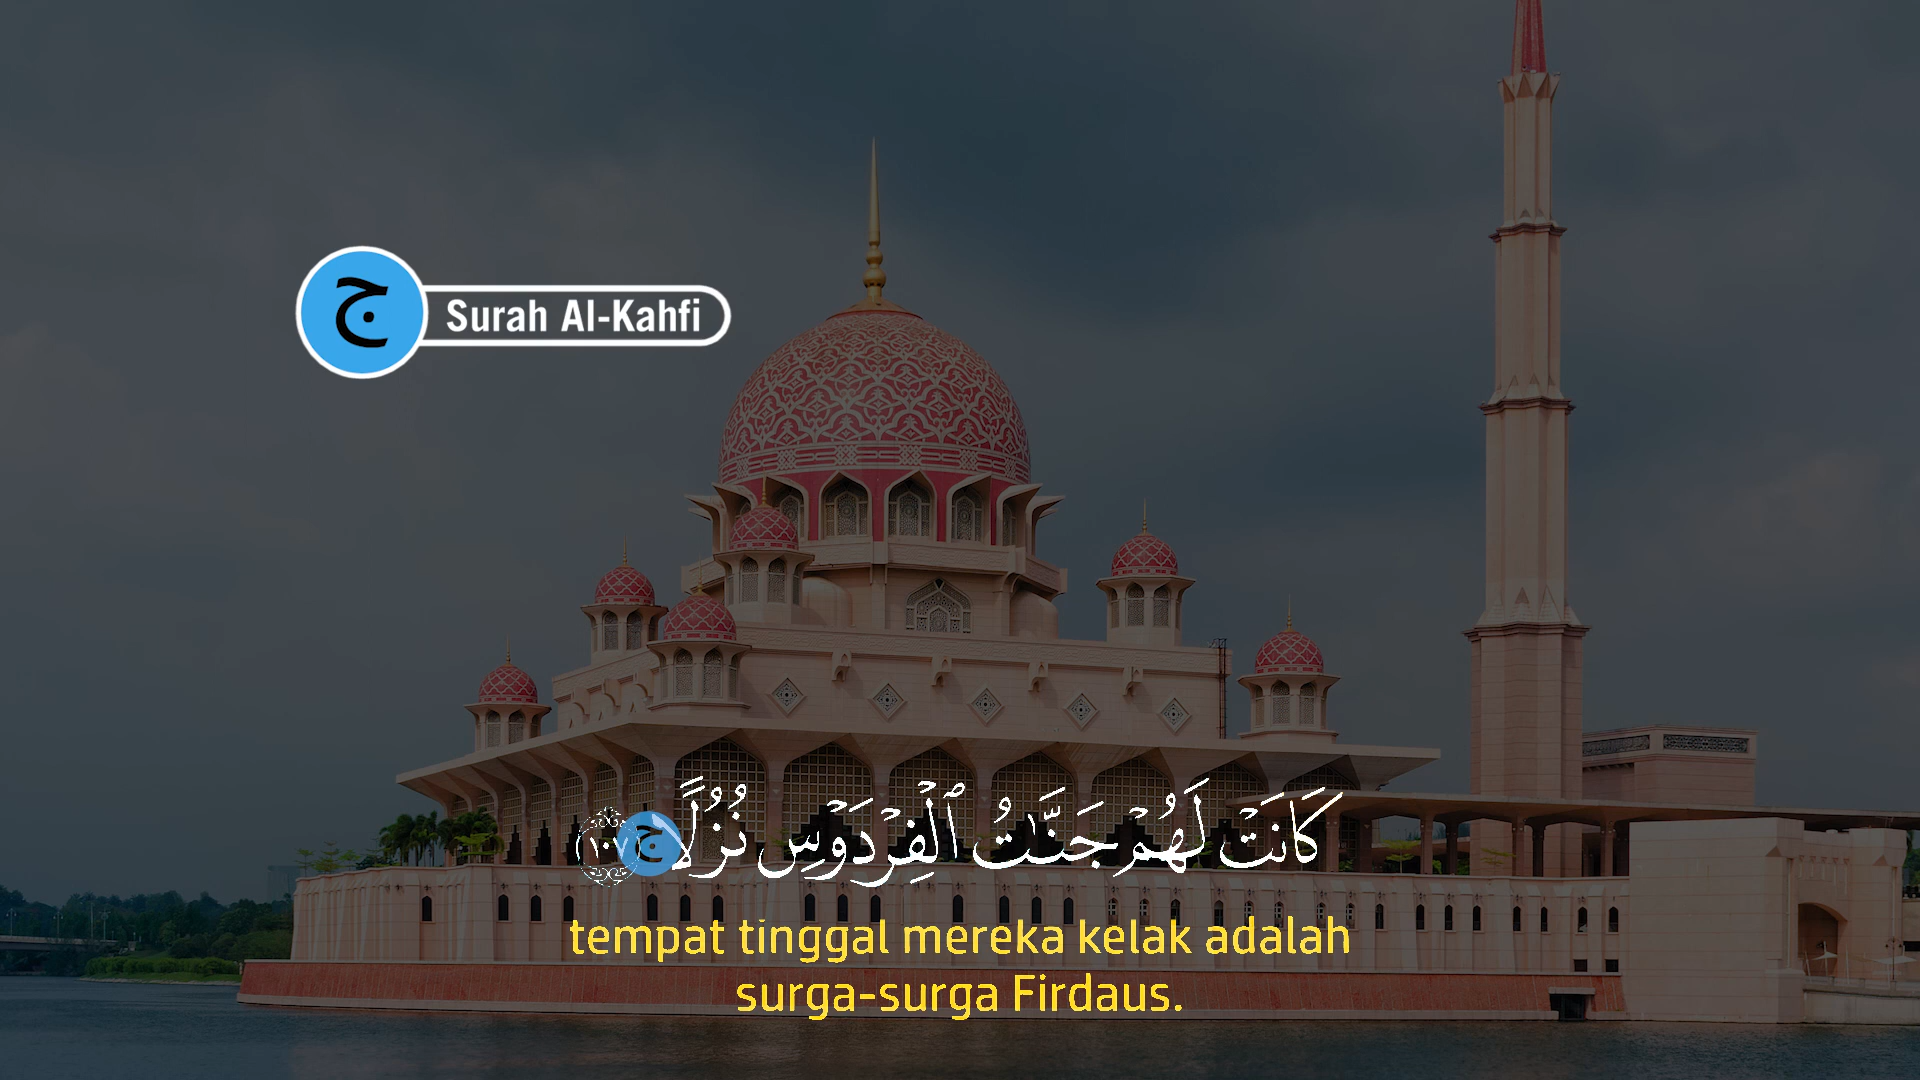 ج
Surah Al-Kahfi
كَانَتْ لَهُمْ جَنَّـٰتُ ٱلْفِرْدَوْسِ نُزُلًا ج ١٠٧
tempat tinggal mereka kelak adalah
surga-surga Firdaus.